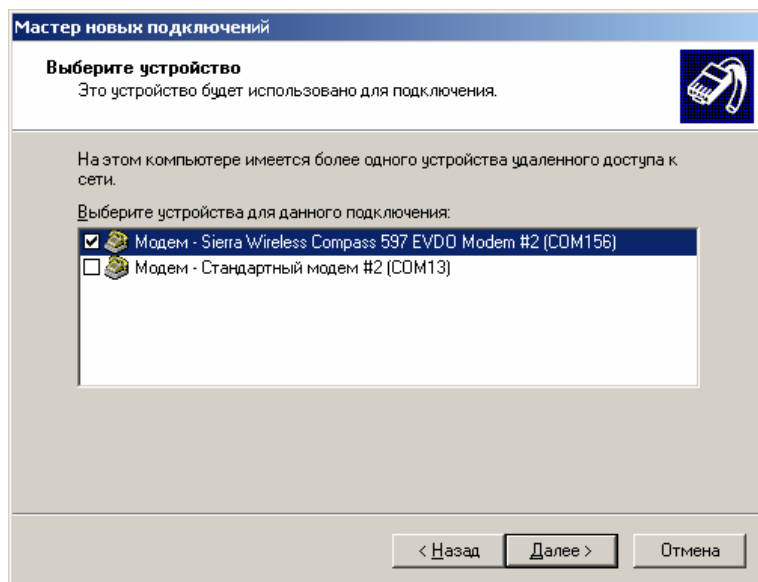 Мастер новых подключений
Выберите устройство
Это устройство будет использовано для подключения.
На этом компьютере имеется более одного устройства удаленного доступа к
сети.
Выберите устройства для данного подключения:
Модем - Sierra Wireless Compass 597 EVDO Modem #2 (COM156)
Модем - Стандартный модем #2 (COM13)
< Назад
Далее >
Отмена